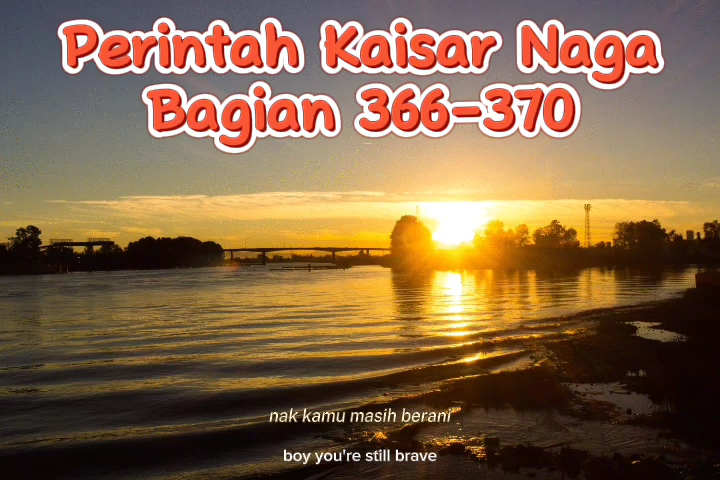 Perintah Kaisar Naga
Bagian 366-370
nak kamu masih berani
boy you're still brave